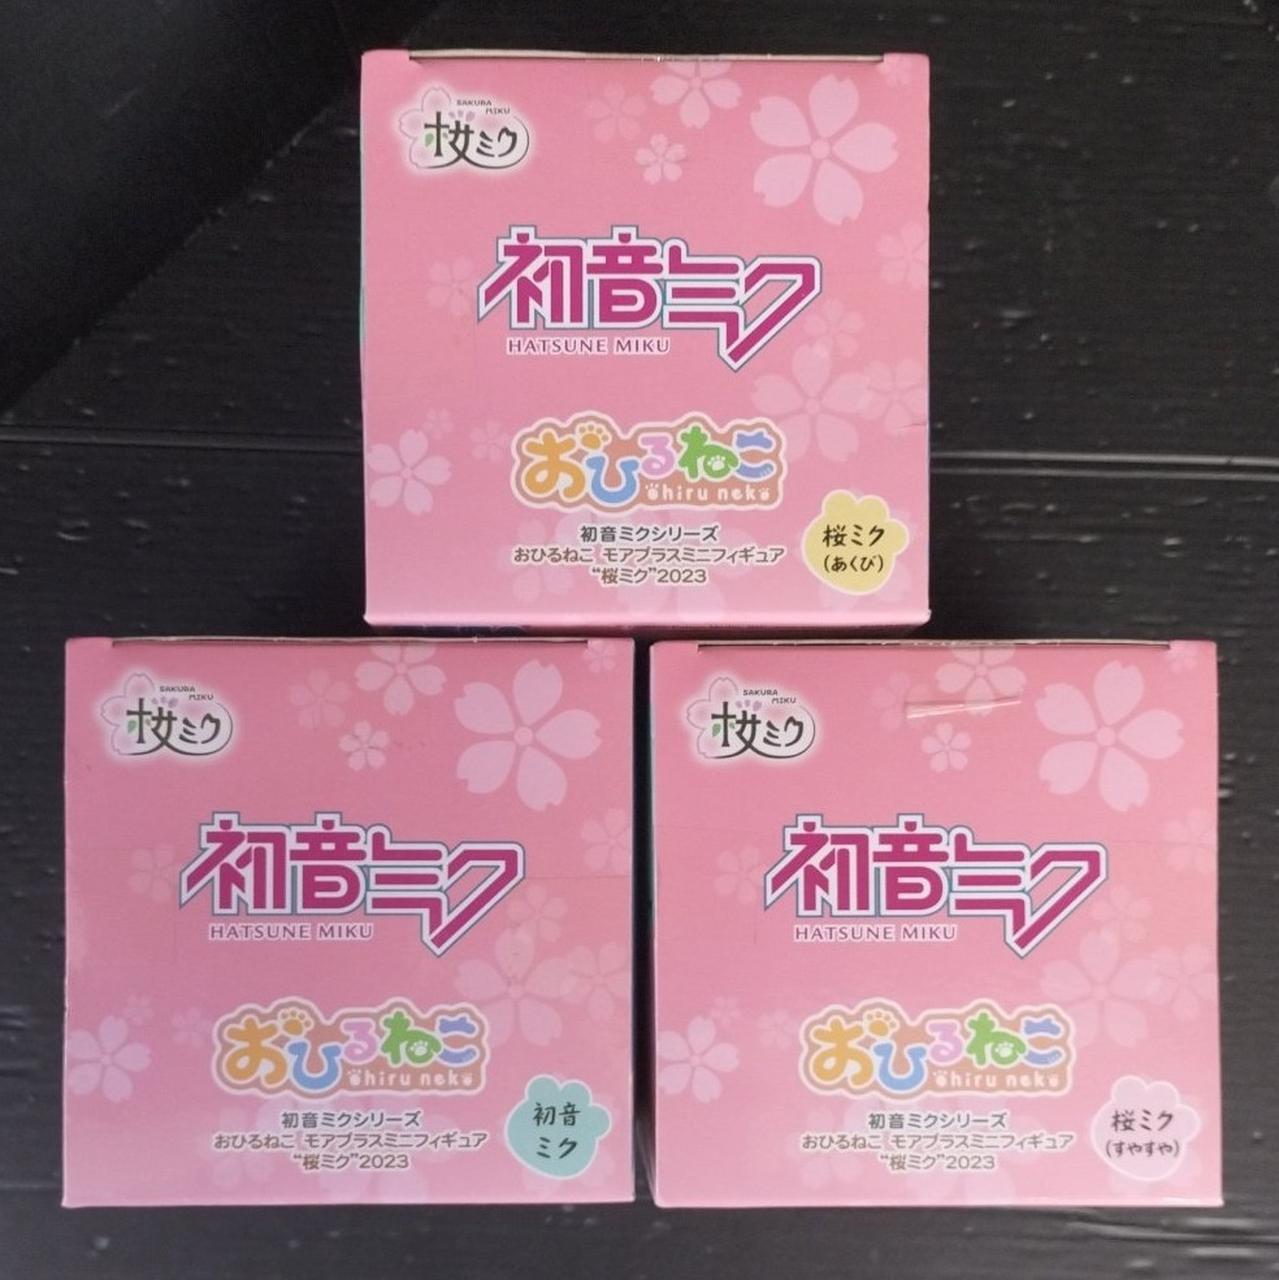 SAKURA
MIKU
桜ミク
初音ミク
HATSUNE MIKU
おひるねこ
Ohiru neko
初音ミクシリーズ
おひるねこ モアプラスミニフィギュア
“桜ミク”2023
桜ミク
(あくび)
SAKURA
MIKU
桜ミク
初音ミク
HATSUNE MIKU
おひるねこ
Ohiru neko
初音ミクシリーズ
おひるねこ モアプラスミニフィギュア
“桜ミク”2023
初音
ミク
SAKURA
MIKU
桜ミク
初音ミク
HATSUNE MIKU
おひるねこ
Ohiru neko
初音ミクシリーズ
おひるねこ モアプラスミニフィギュア
“桜ミク”2023
桜ミク
(すやすや)